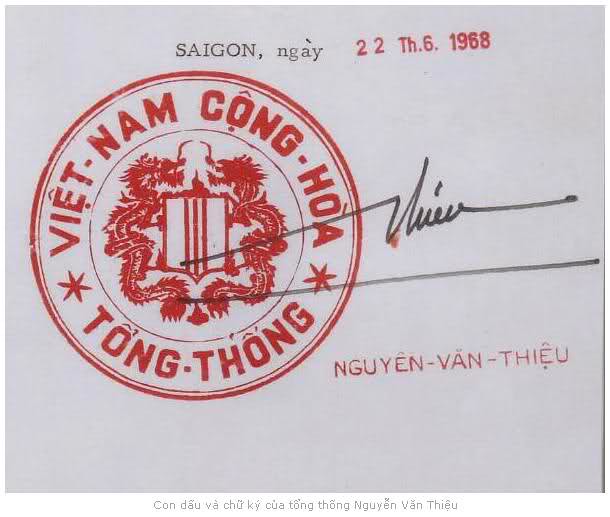 SAIGON, ngày 22 Th.6. 1968
VIỆT-NAM CỘNG-HÒA
TỔNG-THỐNG
Thiệu
NGUYỄN-VĂN-THIỆU
Con dấu và chữ ký của tổng thống Nguyễn Văn Thiệu